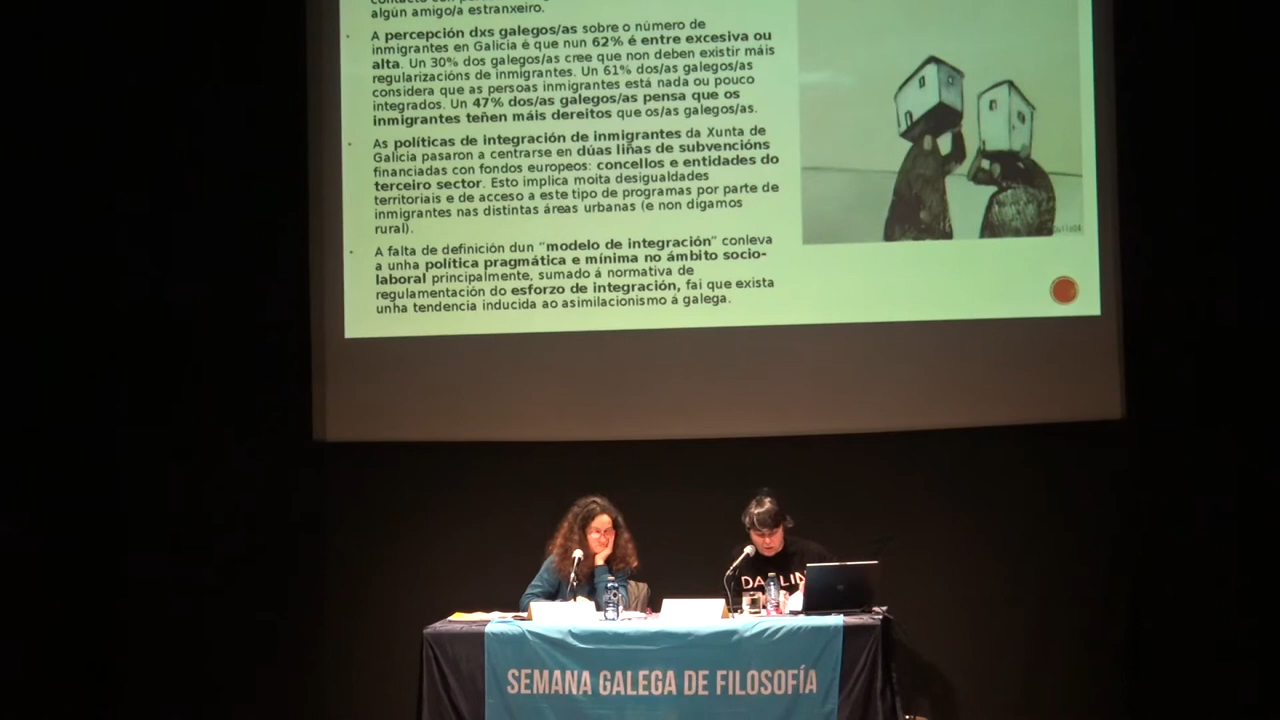 algún amigo/a estranxeiro.
A percepción dxs galegos/as sobre o número de
inmigrantes en Galicia é que nun 62% é entre excesiva ou
alta. Un 30% dos galegos/as cree que non deben existir máis
regularizacións de inmigrantes. Un 61% dos/as galegos/as
considera que as persoas inmigrantes está nada ou pouco
integrados. Un 47% dos/as galegos/as pensa que os
inmigrantes teñen máis dereitos que os/as galegos/as.
As políticas de integración de inmigrantes da Xunta de
Galicia pasaron a centrarse en dúas liñas de subvencións
financiadas con fondos europeos: concellos e entidades do
terceiro sector. Esto implica moita desigualdades
territoriais e de acceso a este tipo de programas por parte de
inmigrantes nas distintas áreas urbanas (e non digamos
rural).
A falta de definición dun “modelo de integración” conleva
a unha política pragmática e mínima no ámbito socio-
laboral principalmente, sumado á normativa de
regulamentación do esforzo de integración, fai que exista
unha tendencia inducida ao asimilacionismo á galega.
SEMANA GALEGA DE FILOSOFÍA